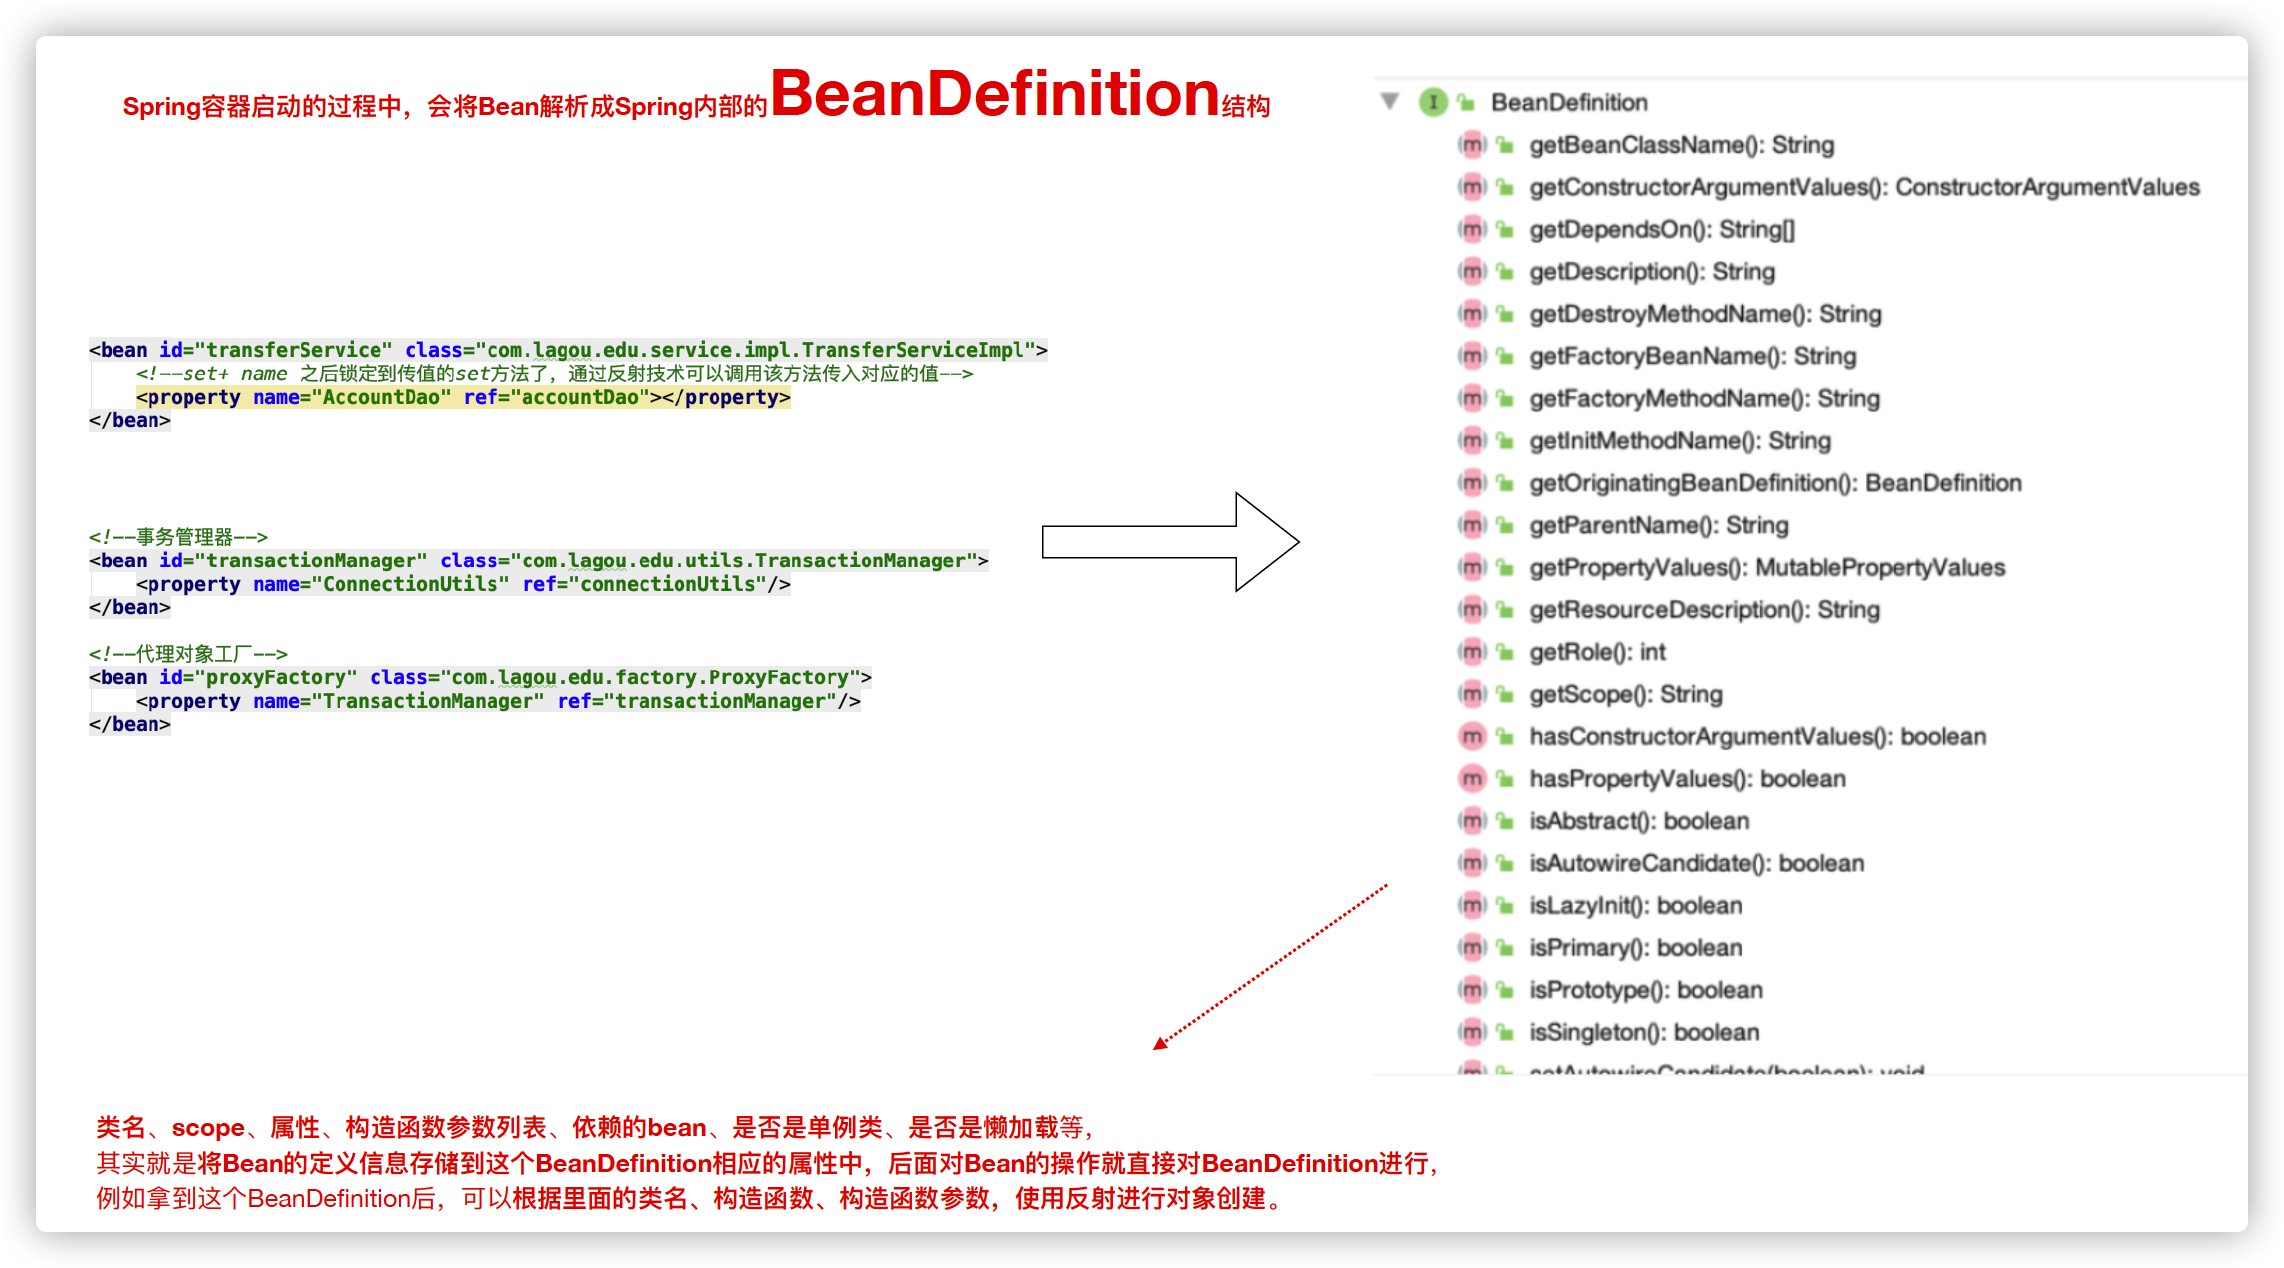 Spring容器启动的过程中，会将Bean解析成Spring内部的BeanDefinition结构
<bean id="transferService" class="com.lagou.edu.service.impl.TransferServiceImpl">
<!--set+ name 之后锁定到传值的set方法了，通过反射技术可以调用该方法传入对应的值-->
<property name="AccountDao" ref="accountDao"></property>
</bean>
<!--事务管理器-->
<bean id="transactionManager" class="com.lagou.edu.utils.TransactionManager">
<property name="ConnectionUtils" ref="connectionUtils"/>
</bean>
<!--代理对象工厂-->
<bean id="proxyFactory" class="com.lagou.edu.factory.ProxyFactory">
<property name="TransactionManager" ref="transactionManager"/>
</bean>
I BeanDefinition
m getBeanClassName(): String
m getConstructorArgumentValues(): ConstructorArgumentValues
m getDependsOn(): String[]
m getDescription(): String
m getDestroyMethodName(): String
m getFactoryBeanName(): String
m getFactoryMethodName(): String
m getInitMethodName(): String
m getOriginatingBeanDefinition(): BeanDefinition
m getParentName(): String
m getPropertyValues(): MutablePropertyValues
m getResourceDescription(): String
m getRole(): int
m getScope(): String
m hasConstructorArgumentValues(): boolean
m hasPropertyValues(): boolean
m isAbstract(): boolean
m isAutowireCandidate(): boolean
m isLazyInit(): boolean
m isPrimary(): boolean
m isPrototype(): boolean
m isSingleton(): boolean
m setAutowireCandidate(boolean): void
类名、scope、属性、构造函数参数列表、依赖的bean、是否是单例类、是否是懒加载等，
其实就是将Bean的定义信息存储到这个BeanDefinition相应的属性中，后面对Bean的操作就直接对BeanDefinition进行，
例如拿到这个BeanDefinition后，可以根据里面的类名、构造函数、构造函数参数，使用反射进行对象创建。